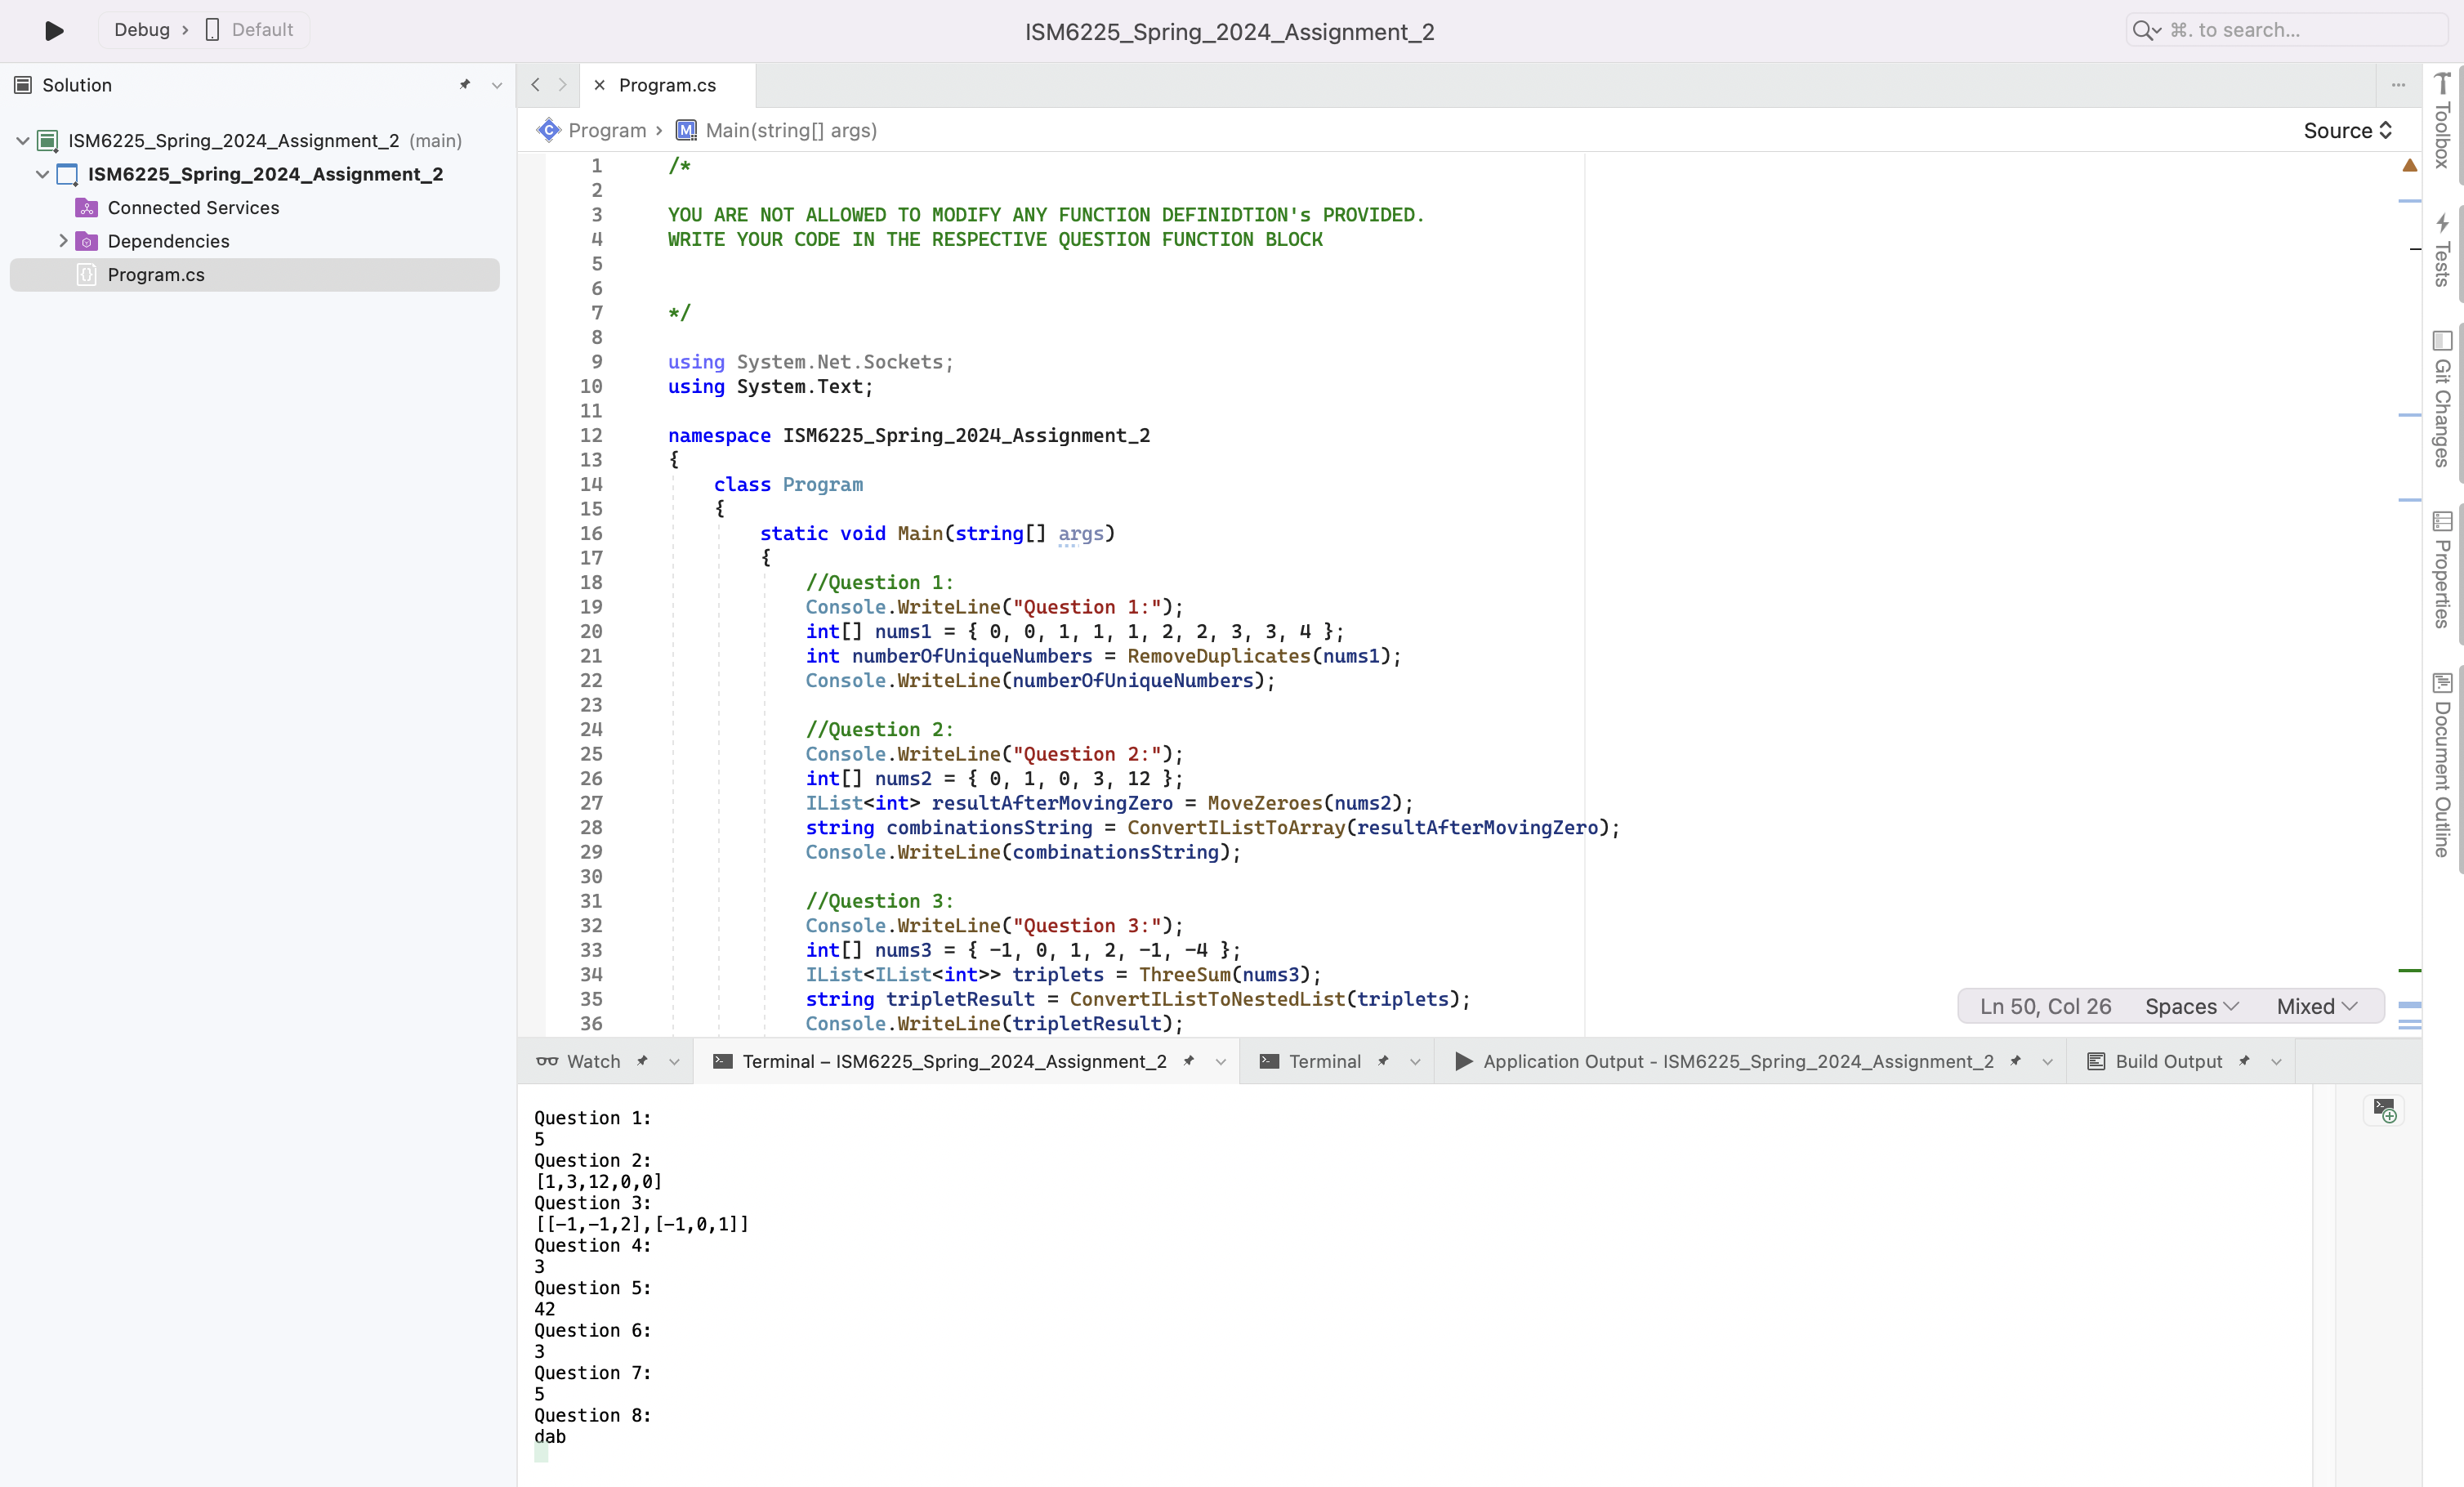 Debug › Default
ISM6225_Spring_2024_Assignment_2
⌘. to search...
Solution
Program.cs
ISM6225_Spring_2024_Assignment_2 (main)
ISM6225_Spring_2024_Assignment_2
Connected Services
Dependencies
Program.cs
Program › M Main(string[] args)
Source
1 /*
2
3 YOU ARE NOT ALLOWED TO MODIFY ANY FUNCTION DEFINIDTION's PROVIDED.
4 WRITE YOUR CODE IN THE RESPECTIVE QUESTION FUNCTION BLOCK
5
6
7 */
8
9 using System.Net.Sockets;
10 using System.Text;
11
12 namespace ISM6225_Spring_2024_Assignment_2
13 {
14 class Program
15 {
16 static void Main(string[] args)
17 {
18 //Question 1:
19 Console.WriteLine("Question 1:");
20 int[] nums1 = { 0, 0, 1, 1, 1, 2, 2, 3, 3, 4 };
21 int numberOfUniqueNumbers = RemoveDuplicates(nums1);
22 Console.WriteLine(numberOfUniqueNumbers);
23
24 //Question 2:
25 Console.WriteLine("Question 2:");
26 int[] nums2 = { 0, 1, 0, 3, 12 };
27 IList<int> resultAfterMovingZero = MoveZeroes(nums2);
28 string combinationsString = ConvertIListToArray(resultAfterMovingZero);
29 Console.WriteLine(combinationsString);
30
31 //Question 3:
32 Console.WriteLine("Question 3:");
33 int[] nums3 = { -1, 0, 1, 2, -1, -4 };
34 IList<IList<int>> triplets = ThreeSum(nums3);
35 string tripletResult = ConvertIListToNestedList(triplets);
36 Console.WriteLine(tripletResult);
Ln 50, Col 26 Spaces Mixed
Toolbox
Tests
Git Changes
Properties
Document Outline
Watch
Terminal – ISM6225_Spring_2024_Assignment_2
Terminal
Application Output - ISM6225_Spring_2024_Assignment_2
Build Output
Question 1:
5
Question 2:
[1,3,12,0,0]
Question 3:
[[-1,-1,2],[-1,0,1]]
Question 4:
3
Question 5:
42
Question 6:
3
Question 7:
5
Question 8:
dab